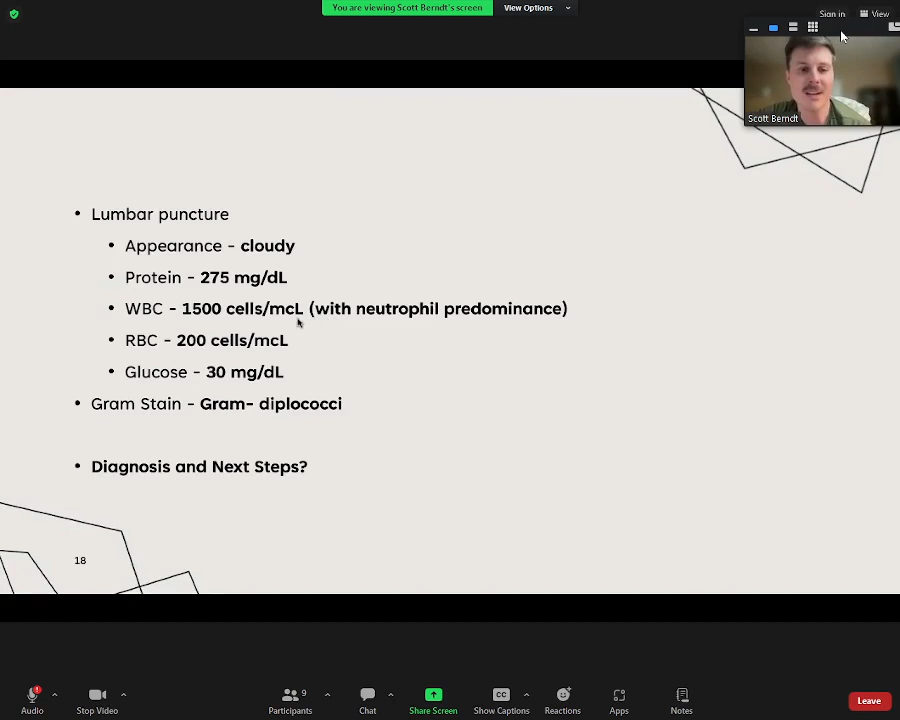 You are viewing Scott Berndt's screen
View Options
Sign in
View
Scott Berndt
• Lumbar puncture
• Appearance - cloudy
• Protein - 275 mg/dL
• WBC - 1500 cells/mcL (with neutrophil predominance)
• RBC - 200 cells/mcL
• Glucose - 30 mg/dL
• Gram Stain - Gram- diplococci
• Diagnosis and Next Steps?
18
9
CC
Audio
Stop Video
Participants
Chat
Share Screen
Show Captions
Reactions
Apps
Notes
Leave